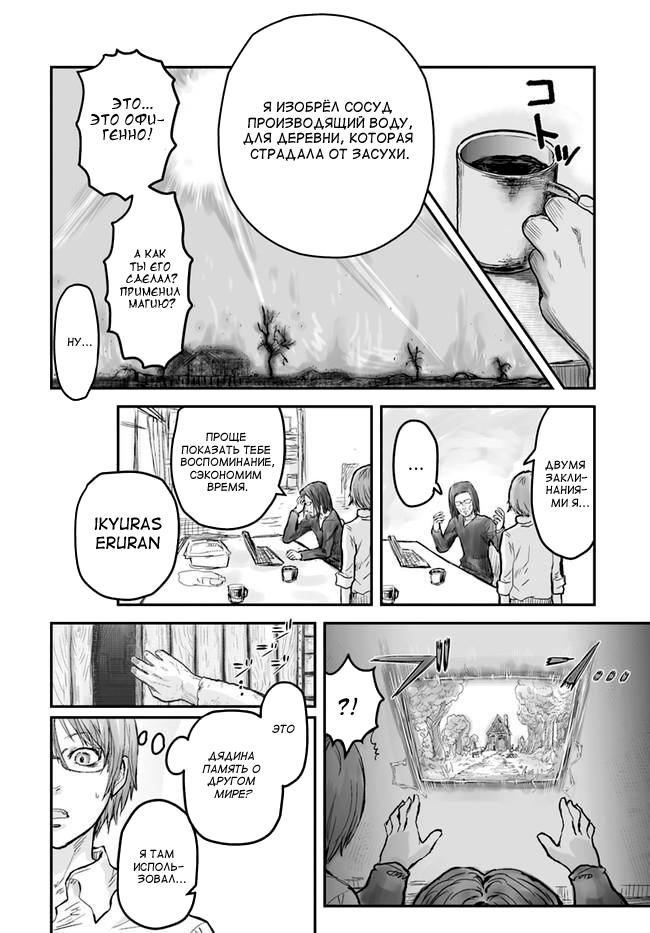 コトッ
Я ИЗОБРЁЛ СОСУД
ПРОИЗВОДЯЩИЙ ВОДУ,
ДЛЯ ДЕРЕВНИ, КОТОРАЯ
СТРАДАЛА ОТ ЗАСУХИ.
ЭТО...
ЭТО ОФИ-
ГЕННО!
А КАК
ТЫ ЕГО
СДЕЛАЛ?
ПРИМЕНИЛ
МАГИЮ?
НУ...
ДВУМЯ
ЗАКЛИ-
НАНИЯ-
МИ Я...
...
ПРОЩЕ
ПОКАЗАТЬ ТЕБЕ
ВОСПОМИНАНИЕ,
СЭКОНОМИМ
ВРЕМЯ.
IKYURAS
ERURAN
?!
ЭТО
ДЯДИНА
ПАМЯТЬ О
ДРУГОМ
МИРЕ?
Я ТАМ
ИСПОЛЬ-
ЗОВАЛ...